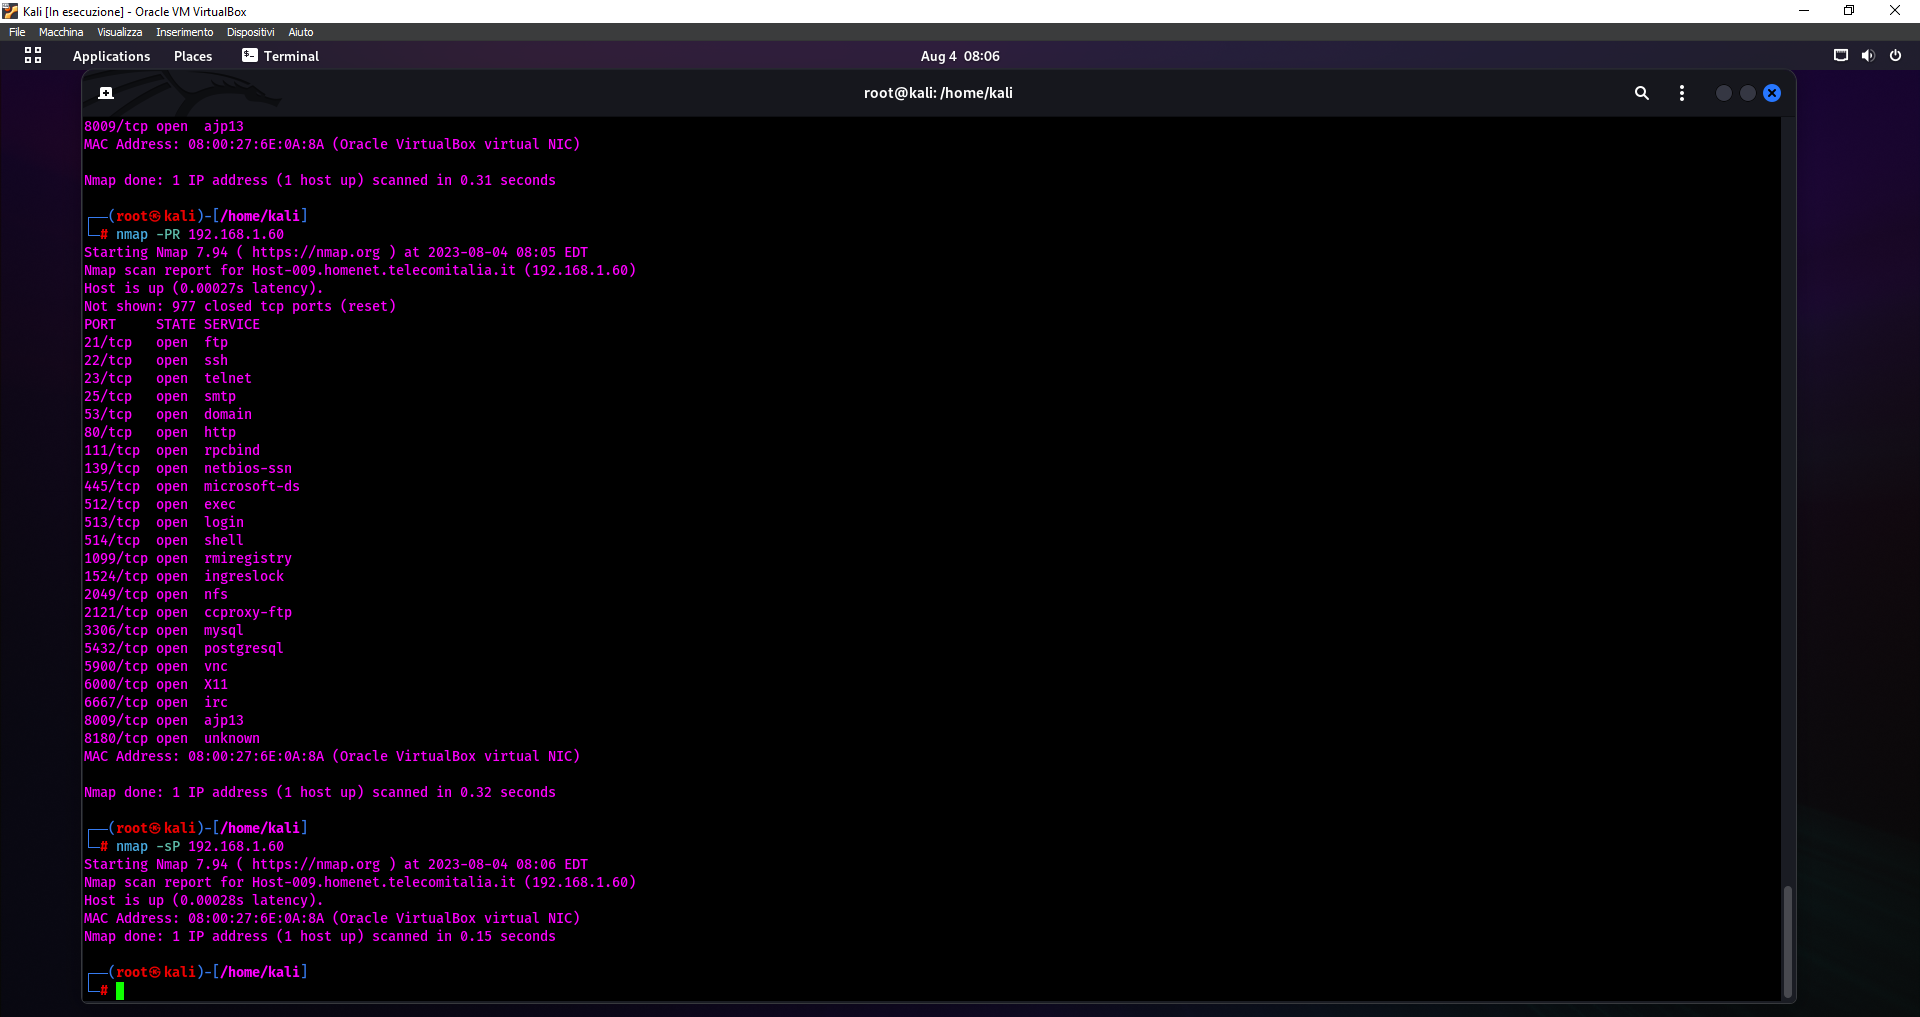 Kali [In esecuzione] - Oracle VM VirtualBox
File Macchina Visualizza Inserimento Dispositivi Aiuto
Applications Places Terminal Aug 4 08:06
root@kali: /home/kali
8009/tcp open  ajp13
MAC Address: 08:00:27:6E:0A:8A (Oracle VirtualBox virtual NIC)
Nmap done: 1 IP address (1 host up) scanned in 0.31 seconds
┌──(root㉿kali)-[/home/kali]
└─# nmap -PR 192.168.1.60
Starting Nmap 7.94 ( https://nmap.org ) at 2023-08-04 08:05 EDT
Nmap scan report for Host-009.homenet.telecomitalia.it (192.168.1.60)
Host is up (0.00027s latency).
Not shown: 977 closed tcp ports (reset)
PORT     STATE SERVICE
21/tcp   open  ftp
22/tcp   open  ssh
23/tcp   open  telnet
25/tcp   open  smtp
53/tcp   open  domain
80/tcp   open  http
111/tcp  open  rpcbind
139/tcp  open  netbios-ssn
445/tcp  open  microsoft-ds
512/tcp  open  exec
513/tcp  open  login
514/tcp  open  shell
1099/tcp open  rmiregistry
1524/tcp open  ingreslock
2049/tcp open  nfs
2121/tcp open  ccproxy-ftp
3306/tcp open  mysql
5432/tcp open  postgresql
5900/tcp open  vnc
6000/tcp open  X11
6667/tcp open  irc
8009/tcp open  ajp13
8180/tcp open  unknown
MAC Address: 08:00:27:6E:0A:8A (Oracle VirtualBox virtual NIC)
Nmap done: 1 IP address (1 host up) scanned in 0.32 seconds
┌──(root㉿kali)-[/home/kali]
└─# nmap -sP 192.168.1.60
Starting Nmap 7.94 ( https://nmap.org ) at 2023-08-04 08:06 EDT
Nmap scan report for Host-009.homenet.telecomitalia.it (192.168.1.60)
Host is up (0.00028s latency).
MAC Address: 08:00:27:6E:0A:8A (Oracle VirtualBox virtual NIC)
Nmap done: 1 IP address (1 host up) scanned in 0.15 seconds
┌──(root㉿kali)-[/home/kali]
└─#